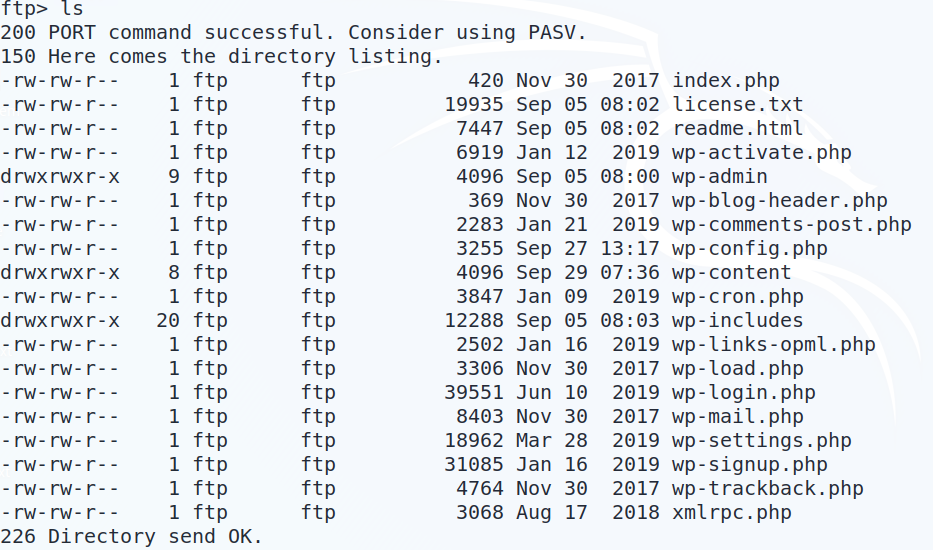 ftp> ls
200 PORT command successful. Consider using PASV.
150 Here comes the directory listing.
-rw-rw-r--    1 ftp      ftp           420 Nov 30  2017 index.php
-rw-rw-r--    1 ftp      ftp         19935 Sep 05 08:02 license.txt
-rw-rw-r--    1 ftp      ftp          7447 Sep 05 08:02 readme.html
-rw-rw-r--    1 ftp      ftp          6919 Jan 12  2019 wp-activate.php
drwxrwxr-x    9 ftp      ftp          4096 Sep 05 08:00 wp-admin
-rw-rw-r--    1 ftp      ftp           369 Nov 30  2017 wp-blog-header.php
-rw-rw-r--    1 ftp      ftp          2283 Jan 21  2019 wp-comments-post.php
-rw-rw-r--    1 ftp      ftp          3255 Sep 27 13:17 wp-config.php
drwxrwxr-x    8 ftp      ftp          4096 Sep 29 07:36 wp-content
-rw-rw-r--    1 ftp      ftp          3847 Jan 09  2019 wp-cron.php
drwxrwxr-x   20 ftp      ftp         12288 Sep 05 08:03 wp-includes
-rw-rw-r--    1 ftp      ftp          2502 Jan 16  2019 wp-links-opml.php
-rw-rw-r--    1 ftp      ftp          3306 Nov 30  2017 wp-load.php
-rw-rw-r--    1 ftp      ftp         39551 Jun 10  2019 wp-login.php
-rw-rw-r--    1 ftp      ftp          8403 Nov 30  2017 wp-mail.php
-rw-rw-r--    1 ftp      ftp         18962 Mar 28  2019 wp-settings.php
-rw-rw-r--    1 ftp      ftp         31085 Jan 16  2019 wp-signup.php
-rw-rw-r--    1 ftp      ftp          4764 Nov 30  2017 wp-trackback.php
-rw-rw-r--    1 ftp      ftp          3068 Aug 17  2018 xmlrpc.php
226 Directory send OK.